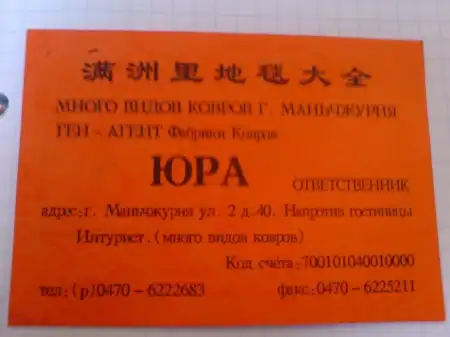 满洲里地毯大全
МНОГО ВИДОВ КОВРОВ Г. МАНЬЧЖУРИЯ
ГЕН - АГЕНТ Фабрики Ковров
ЮРА
ОТВЕТСТВЕННИК
адрес: г. Маньчжурия ул. 2 д.40. Напротив гостиницы
Интурист. (много видов ковров)
Код счёта: 700101040010000
тел: (р)0470-6222683 факс: 0470-6225211